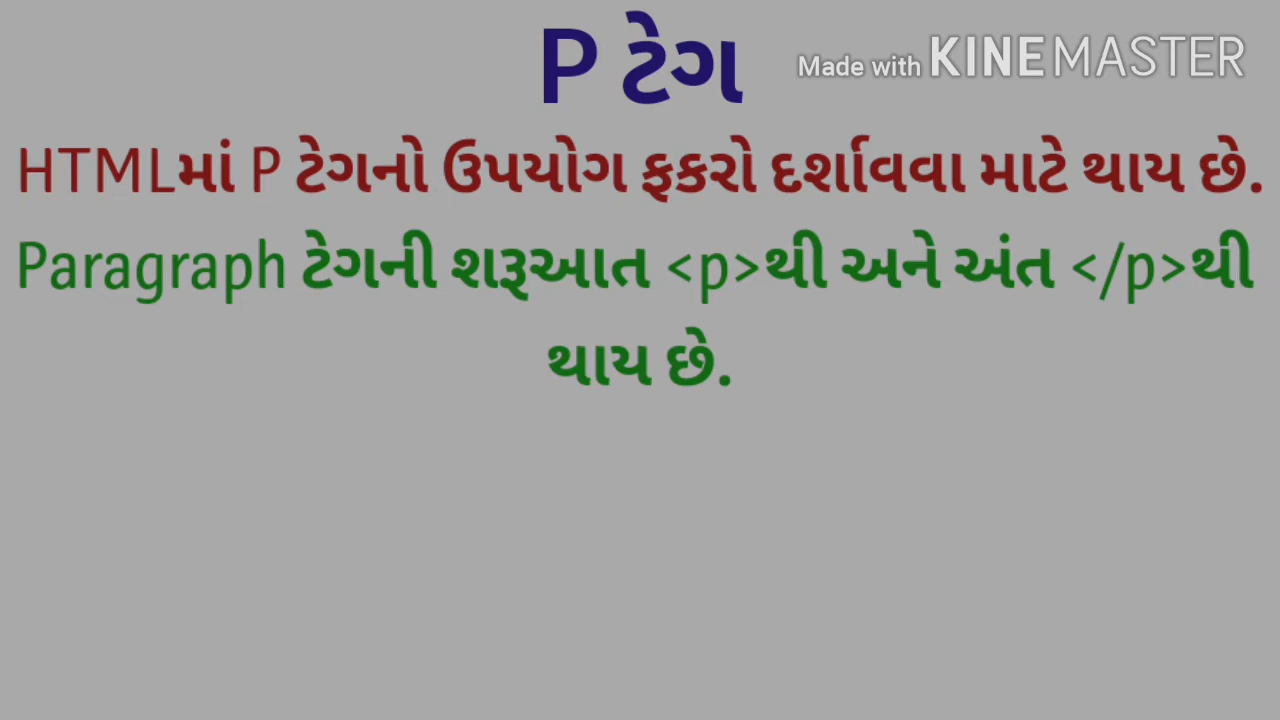 P ટેગ
Made with KINEMASTER
HTMLમાં P ટેગનો ઉપયોગ ફકરો દર્શાવવા માટે થાય છે.
Paragraph ટેગની શરૂઆત <p>થી અને અંત </p>થી
થાય છે.